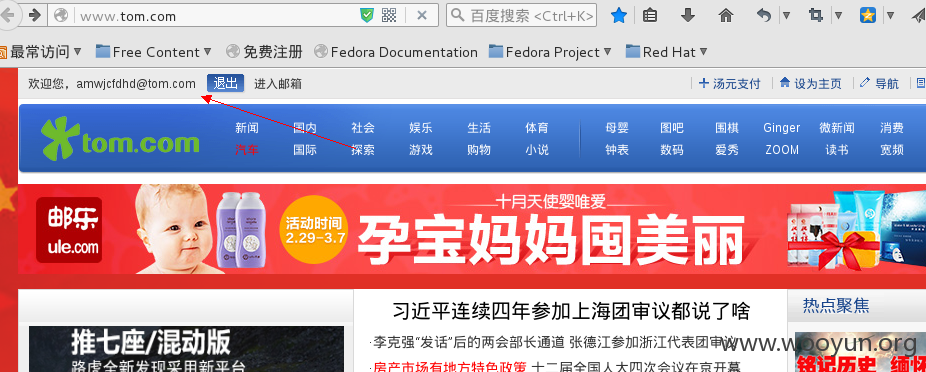 www.tom.com
百度搜索 <Ctrl+K>
最常访问 Free Content 免费注册 Fedora Documentation Fedora Project Red Hat
欢迎您，amwjcfdhd@tom.com 退出 进入邮箱 汤元支付 设为主页 导航
tom.com
新闻 国内 社会 娱乐 生活 体育 母婴 图吧 围棋 Ginger 微新闻 消费
汽车 国际 探索 游戏 购物 小说 钟表 数码 爱秀 ZOOM 读书 宽频
邮乐
ule.com
活动时间
2.29-3.7
十月天使婴唯爱
孕宝妈妈囤美丽
推七座/混动版
路虎全新发现采用新平台
习近平连续四年参加上海团审议都说了啥
·李克强“发话”后的两会部长通道 张德江参加浙江代表团审议
·房产市场有地方特色政策 十二届全国人大四次会议在京开幕
热点聚焦
铭记历史 缅怀
www.wooyun.org